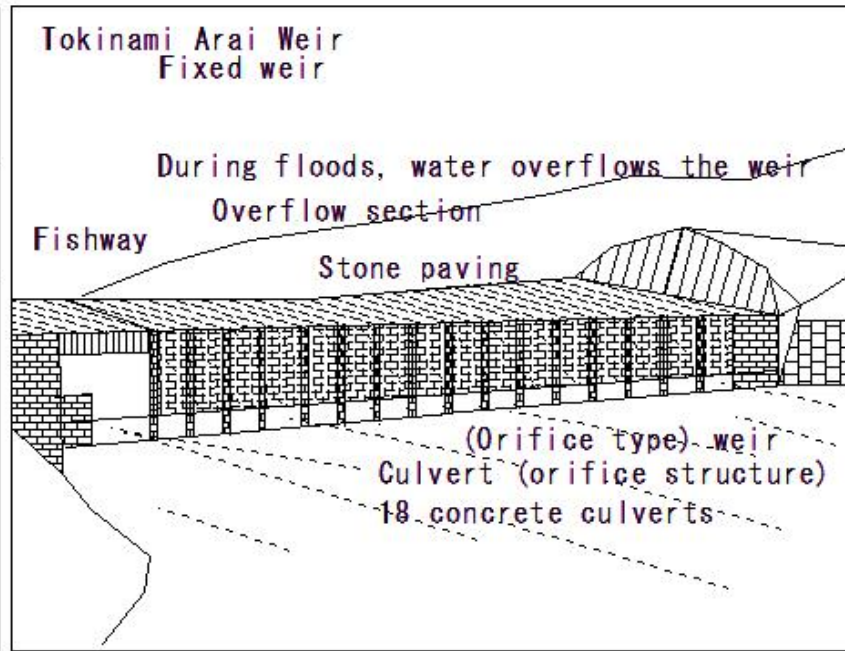 Tokinami Arai Weir
Fixed weir
During floods, water overflows the weir
Overflow section
Fishway
Stone paving
(Orifice type) weir
Culvert (orifice structure)
18 concrete culverts